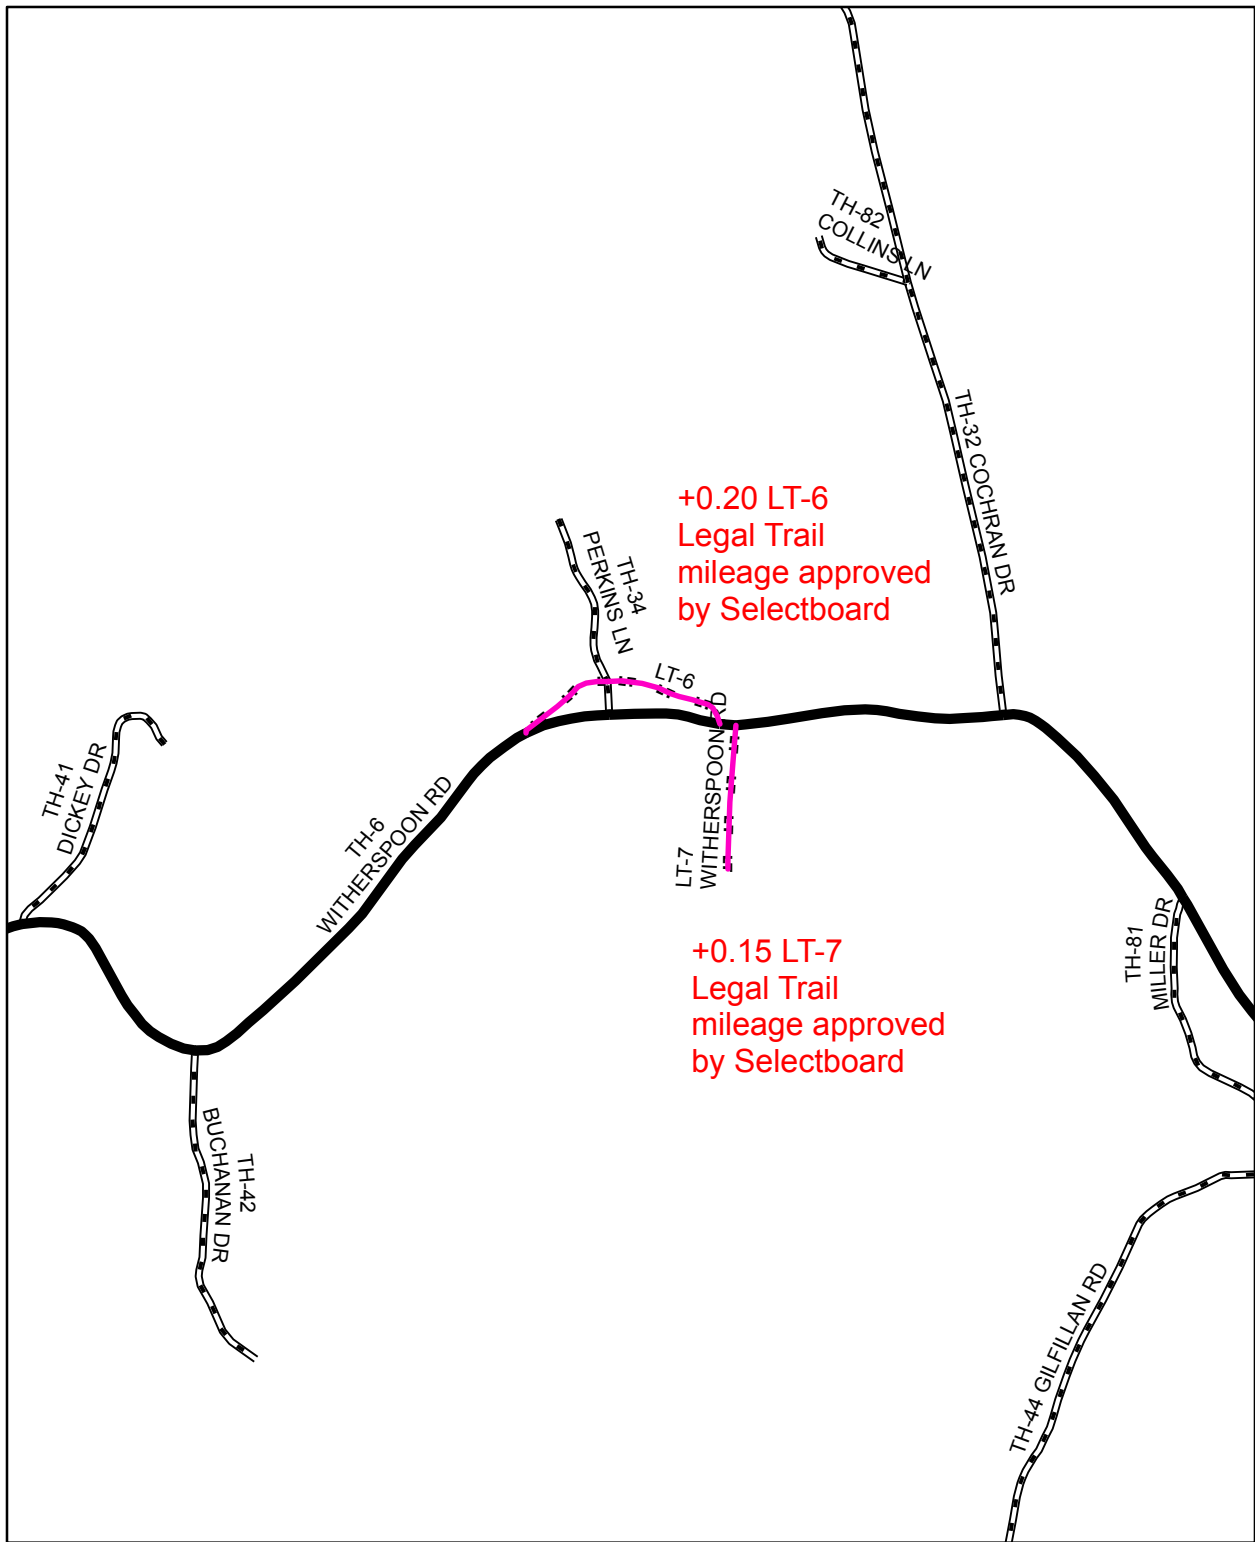 TH-82
COLLINS LN
TH-32 COCHRAN DR
+0.20 LT-6
Legal Trail
mileage approved
by Selectboard
TH-34
PERKINS LN
LT-6
TH-41
DICKEY DR
TH-6
WITHERSPOON RD
LT-7
WITHERSPOON RD
TH-81
MILLER DR
+0.15 LT-7
Legal Trail
mileage approved
by Selectboard
TH-42
BUCHANAN DR
TH-44 GILFILLAN RD